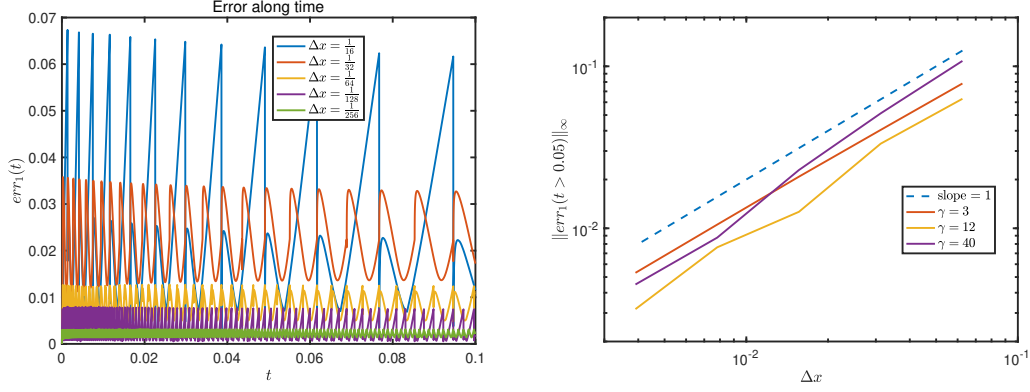 Error along time
err₁(t)
0.07
0.06
0.05
0.04
0.03
0.02
0.01
0
0
0.02
0.04
0.06
0.08
0.1
t
Δx = 1/16
Δx = 1/32
Δx = 1/64
Δx = 1/128
Δx = 1/256
‖err₁(t > 0.05)‖∞
10⁻¹
10⁻²
10⁻²
10⁻¹
Δx
slope = 1
γ = 3
γ = 12
γ = 40